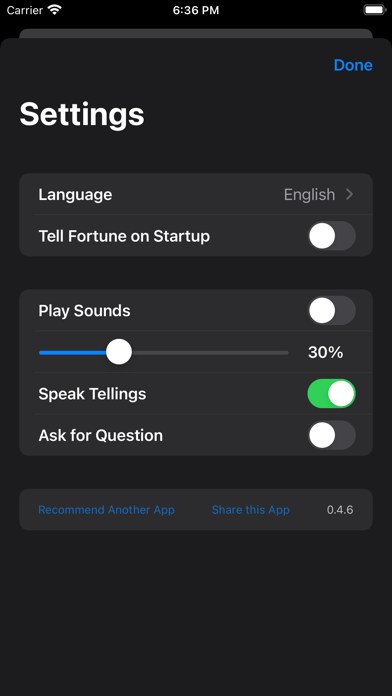 Carrier 6:36 PM
Done
Settings
Language English
Tell Fortune on Startup
Play Sounds
30%
Speak Tellings
Ask for Question
Recommend Another App Share this App 0.4.6